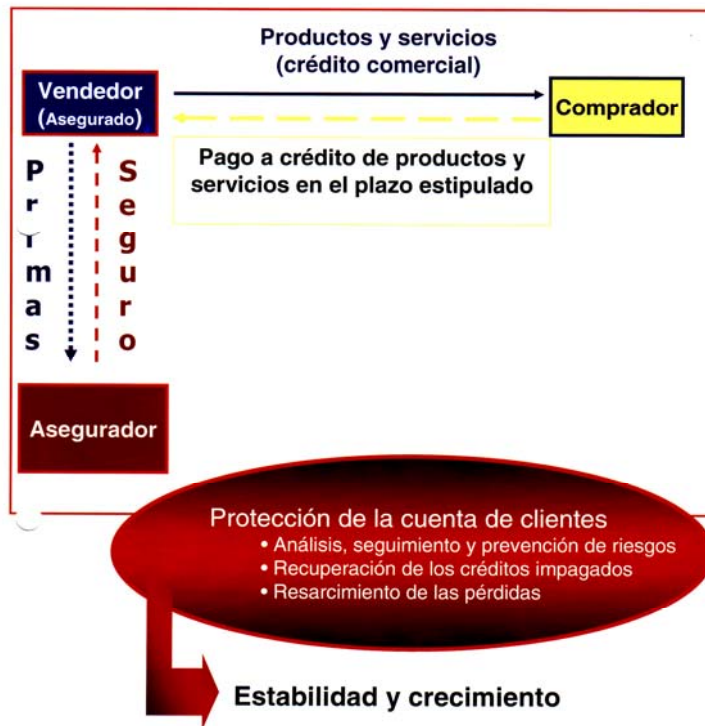 Productos y servicios
(crédito comercial)
Vendedor
(Asegurado)
Comprador
Pago a crédito de productos y
servicios en el plazo estipulado
Primas
Seguro
Asegurador
Protección de la cuenta de clientes
• Análisis, seguimiento y prevención de riesgos
• Recuperación de los créditos impagados
• Resarcimiento de las pérdidas
Estabilidad y crecimiento